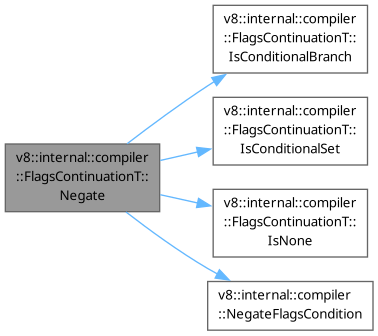 v8::internal::compiler
::FlagsContinuationT::
IsConditionalBranch
v8::internal::compiler
::FlagsContinuationT::
IsConditionalSet
v8::internal::compiler
::FlagsContinuationT::
Negate
v8::internal::compiler
::FlagsContinuationT::
IsNone
v8::internal::compiler
::NegateFlagsCondition